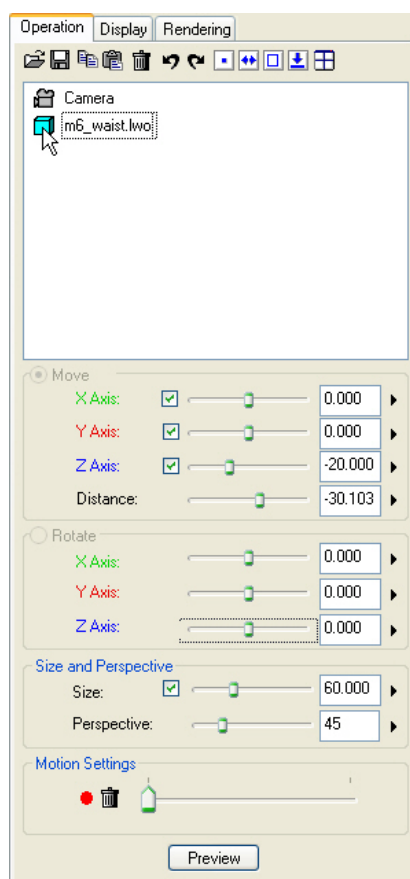 Operation Display Rendering
Camera
m6_waist.lwo
Move
X Axis: 0.000
Y Axis: 0.000
Z Axis: -20.000
Distance: -30.103
Rotate
X Axis: 0.000
Y Axis: 0.000
Z Axis: 0.000
Size and Perspective
Size: 60.000
Perspective: 45
Motion Settings
Preview